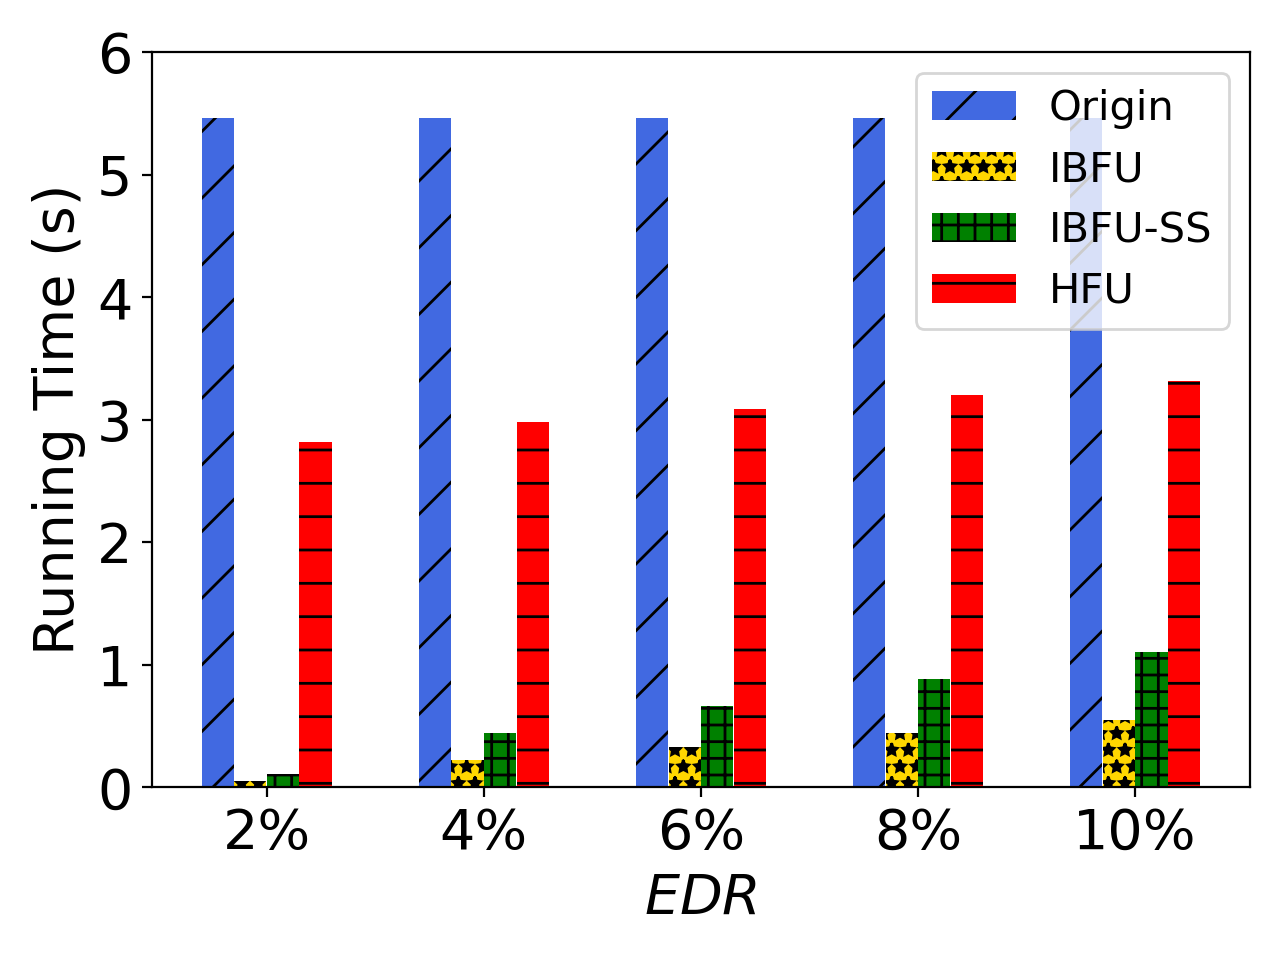 6
5
4
3
2
1
0
Running Time (s)
Origin
IBFU
IBFU-SS
HFU
2% 4% 6% 8% 10%
EDR